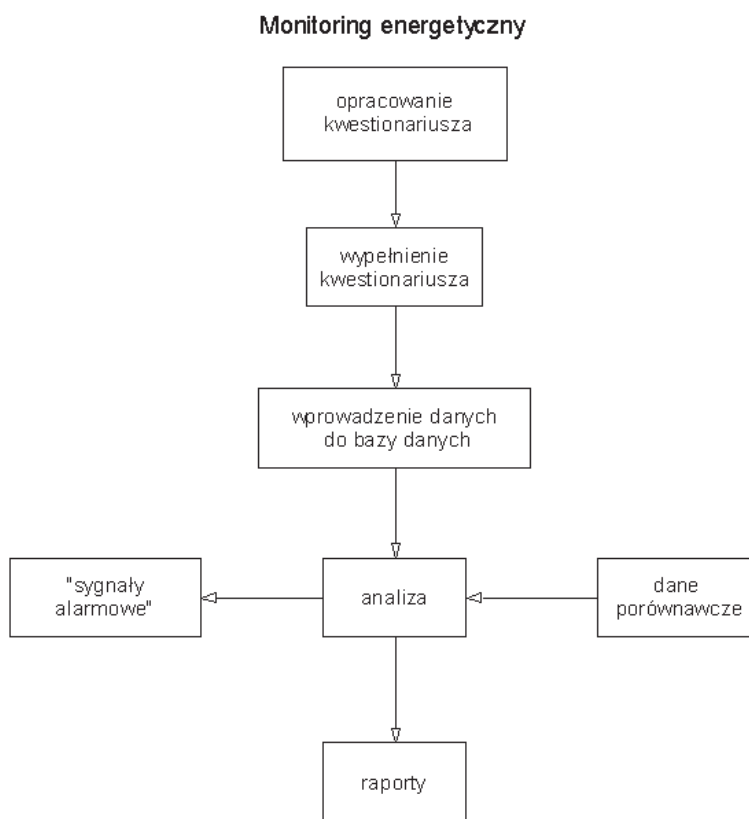 Monitoring energetyczny
opracowanie
kwestionariusza
wypełnienie
kwestionariusza
wprowadzenie danych
do bazy danych
"sygnały
alarmowe"
analiza
dane
porównawcze
raporty